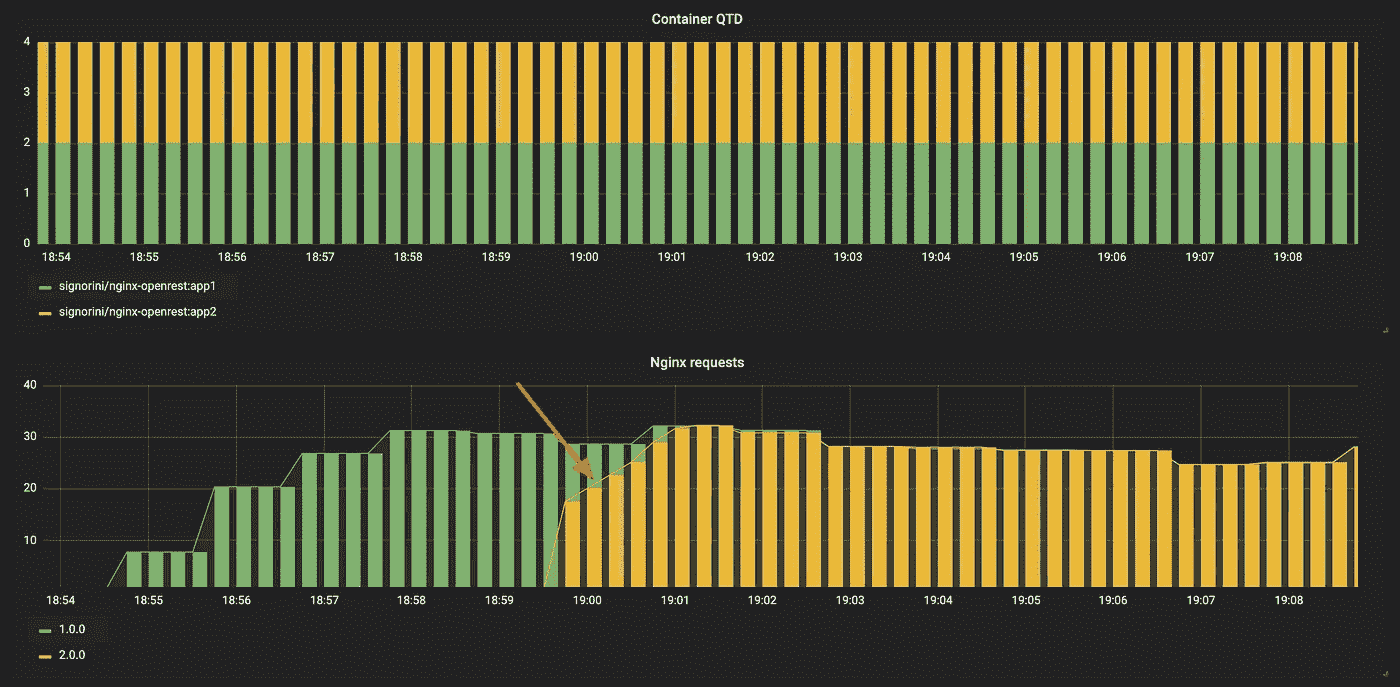 Container QTD
4
3
2
1
0
18:54 18:55 18:56 18:57 18:58 18:59 19:00 19:01 19:02 19:03 19:04 19:05 19:06 19:07 19:08
signorini/nginx-openrest:app1
signorini/nginx-openrest:app2
Nginx requests
40
30
20
10
18:54 18:55 18:56 18:57 18:58 18:59 19:00 19:01 19:02 19:03 19:04 19:05 19:06 19:07 19:08
1.0.0
2.0.0